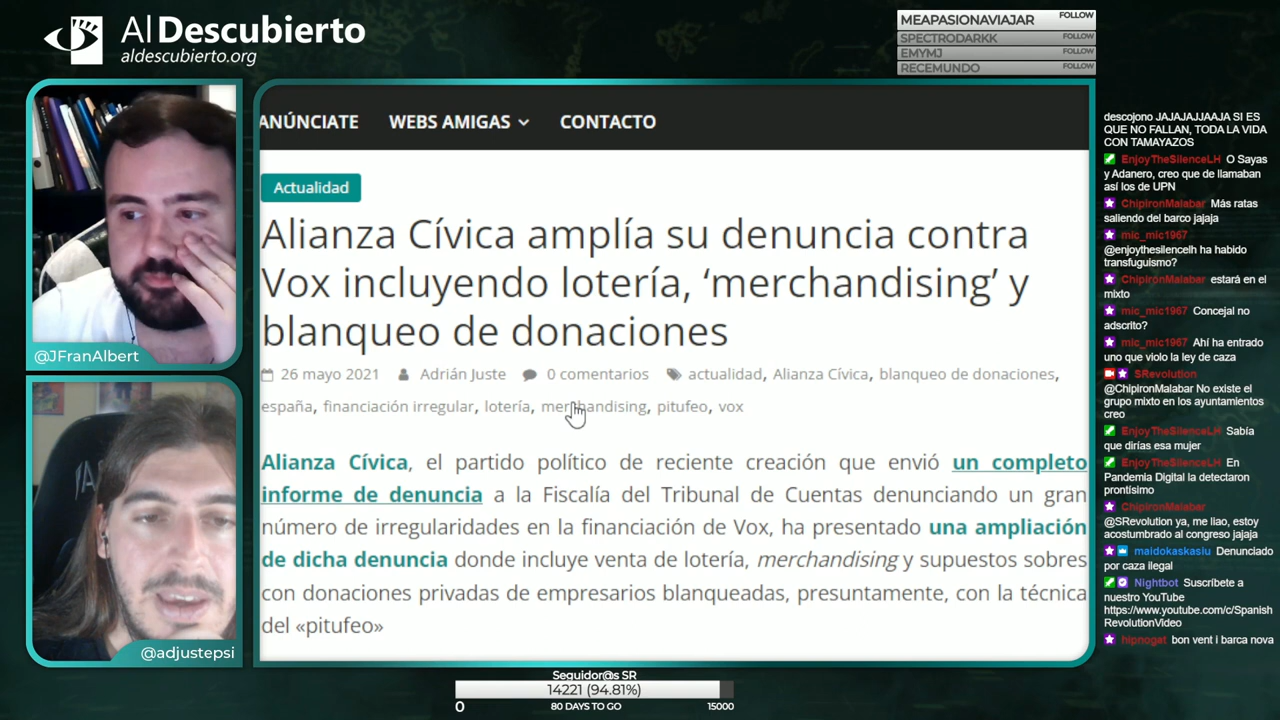 Al Descubierto
aldescubierto.org
MEAPASIONAVIAJAR FOLLOW
SPECTRODARKK FOLLOW
EMYMJ FOLLOW
RECEMUNDO FOLLOW
ANÚNCIATE WEBS AMIGAS CONTACTO
Actualidad
Alianza Cívica amplía su denuncia contra
Vox incluyendo lotería, ‘merchandising’ y
blanqueo de donaciones
26 mayo 2021 Adrián Juste 0 comentarios actualidad, Alianza Cívica, blanqueo de donaciones,
españa, financiación irregular, lotería, merchandising, pitufeo, vox
Alianza Cívica, el partido político de reciente creación que envió un completo
informe de denuncia a la Fiscalía del Tribunal de Cuentas denunciando un gran
número de irregularidades en la financiación de Vox, ha presentado una ampliación
de dicha denuncia donde incluye venta de lotería, merchandising y supuestos sobres
con donaciones privadas de empresarios blanqueadas, presuntamente, con la técnica
del «pitufeo»
@JFranAlbert
@adjustepsi
descojono JAJAJAJJAAJA SI ES
QUE NO FALLAN, TODA LA VIDA
CON TAMAYAZOS
EnjoyTheSilenceLH O Sayas
y Adanero, creo que de llamaban
así los de UPN
ChipironMalabar Más ratas
saliendo del barco jajaja
mic_mic1967
@enjoythesilencelh ha habido
transfuguismo?
ChipironMalabar estará en el
mixto
mic_mic1967 Concejal no
adscrito?
mic_mic1967 Ahí ha entrado
uno que violo la ley de caza
SRevolution
@ChipironMalabar No existe el
grupo mixto en los ayuntamientos
creo
EnjoyTheSilenceLH Sabía
que dirías esa mujer
EnjoyTheSilenceLH En
Pandemia Digital la detectaron
prontísimo
ChipironMalabar
@SRevolution ya, me liao, estoy
acostumbrado al congreso jajaja
maidokaskasiu Denunciado
por caza ilegal
Nightbot Suscríbete a
nuestro YouTube
https://www.youtube.com/c/Spanish
RevolutionVideo
hipnogat bon vent i barca nova
Seguidor@s SR
14221 (94.81%)
0 80 DAYS TO GO 15000